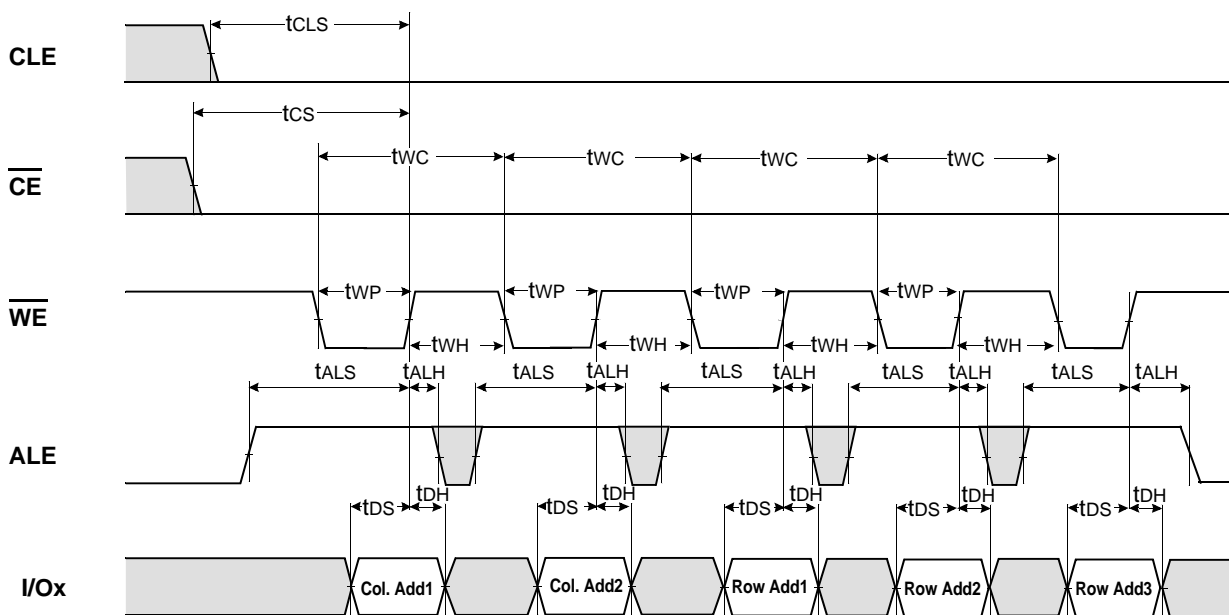 CLE
tCLS
tCS
CE
tWC tWC tWC tWC
WE
tWP tWP tWP tWP
tWH tWH tWH tWH
tALS tALH tALS tALH tALS tALH tALS tALH tALS tALH
ALE
tDS tDH tDS tDH tDS tDH tDS tDH tDS tDH
I/Ox
Col. Add1 Col. Add2 Row Add1 Row Add2 Row Add3